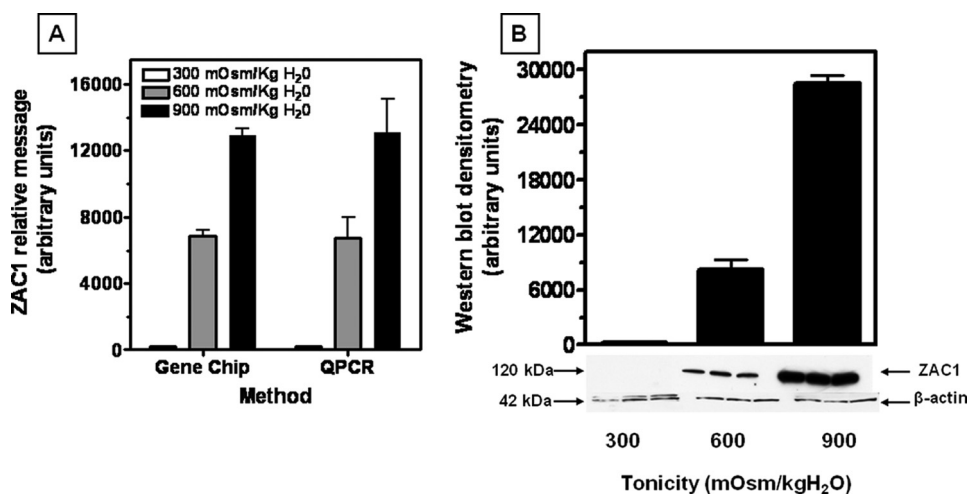 A
ZAC1 relative message
(arbitrary units)
16000
12000
8000
4000
0
300 mOsm/Kg H₂0
600 mOsm/Kg H₂0
900 mOsm/Kg H₂0
Gene Chip
QPCR
Method
B
Western blot densitometry
(arbitrary units)
30000
24000
18000
12000
6000
0
120 kDa
ZAC1
42 kDa
β-actin
300
600
900
Tonicity (mOsm/kgH₂O)